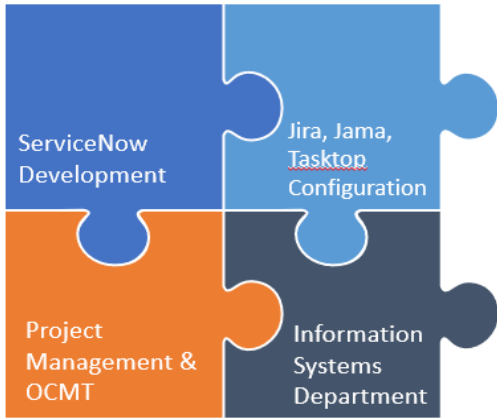 ServiceNow
Development
Jira, Jama,
Tasktop
Configuration
Project
Management &
OCMT
Information
Systems
Department